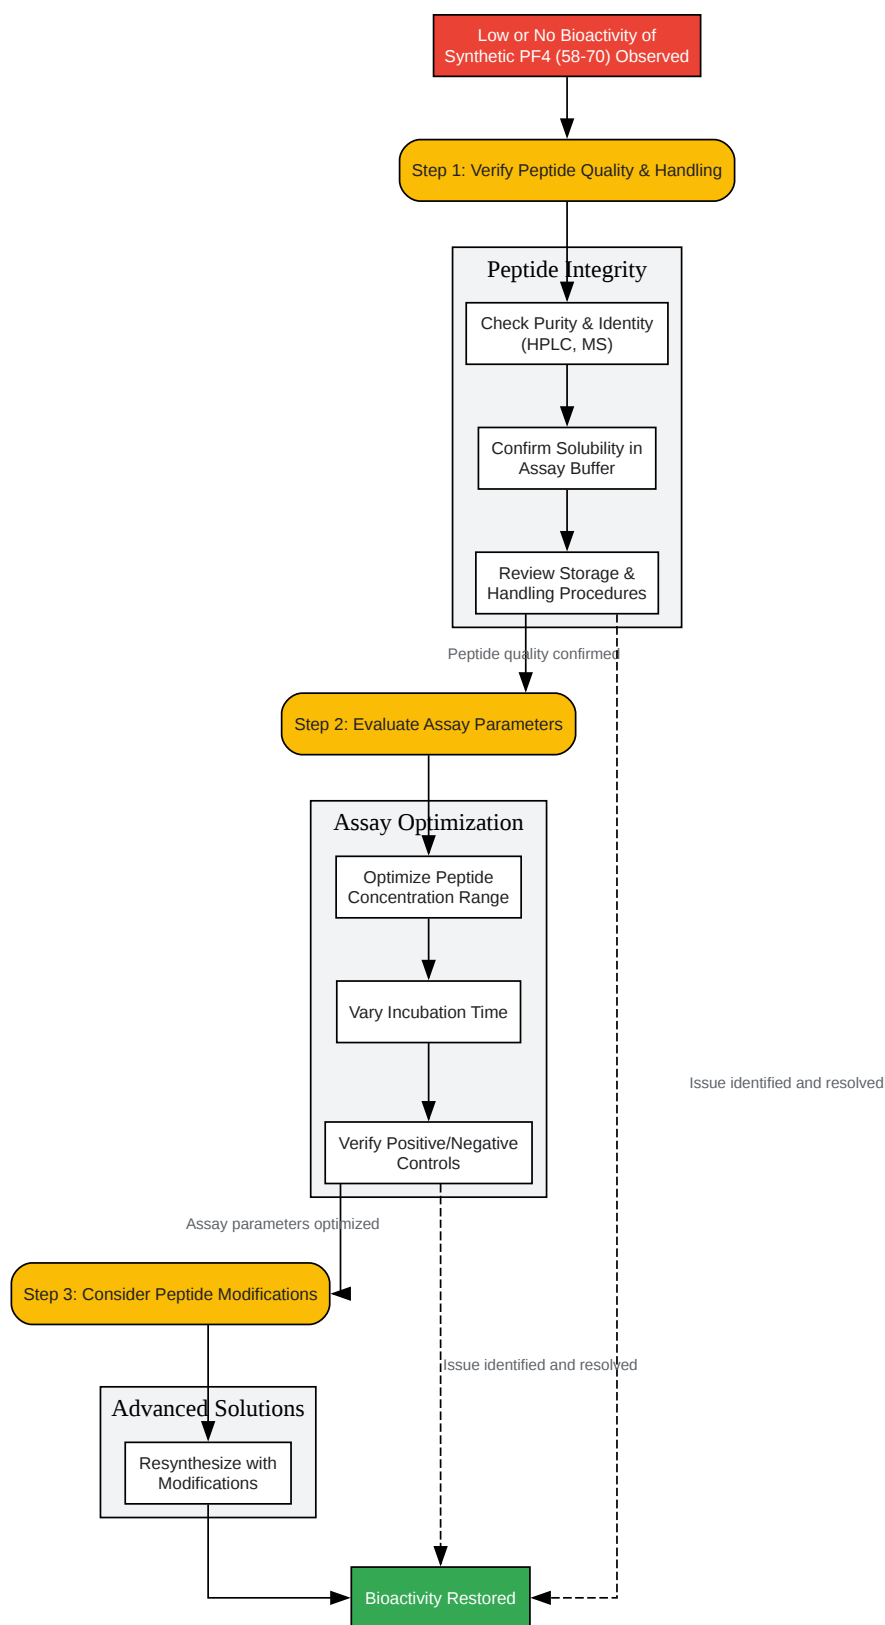 Low or No Bioactivity of
Synthetic PF4 (58-70) Observed
Step 1: Verify Peptide Quality & Handling
Peptide Integrity
Check Purity & Identity
(HPLC, MS)
Confirm Solubility in
Assay Buffer
Review Storage &
Handling Procedures
Peptide quality confirmed
Step 2: Evaluate Assay Parameters
Assay Optimization
Optimize Peptide
Concentration Range
Vary Incubation Time
Issue identified and resolved
Verify Positive/Negative
Controls
Assay parameters optimized
Step 3: Consider Peptide Modifications
Issue identified and resolved
Advanced Solutions
Resynthesize with
Modifications
Bioactivity Restored